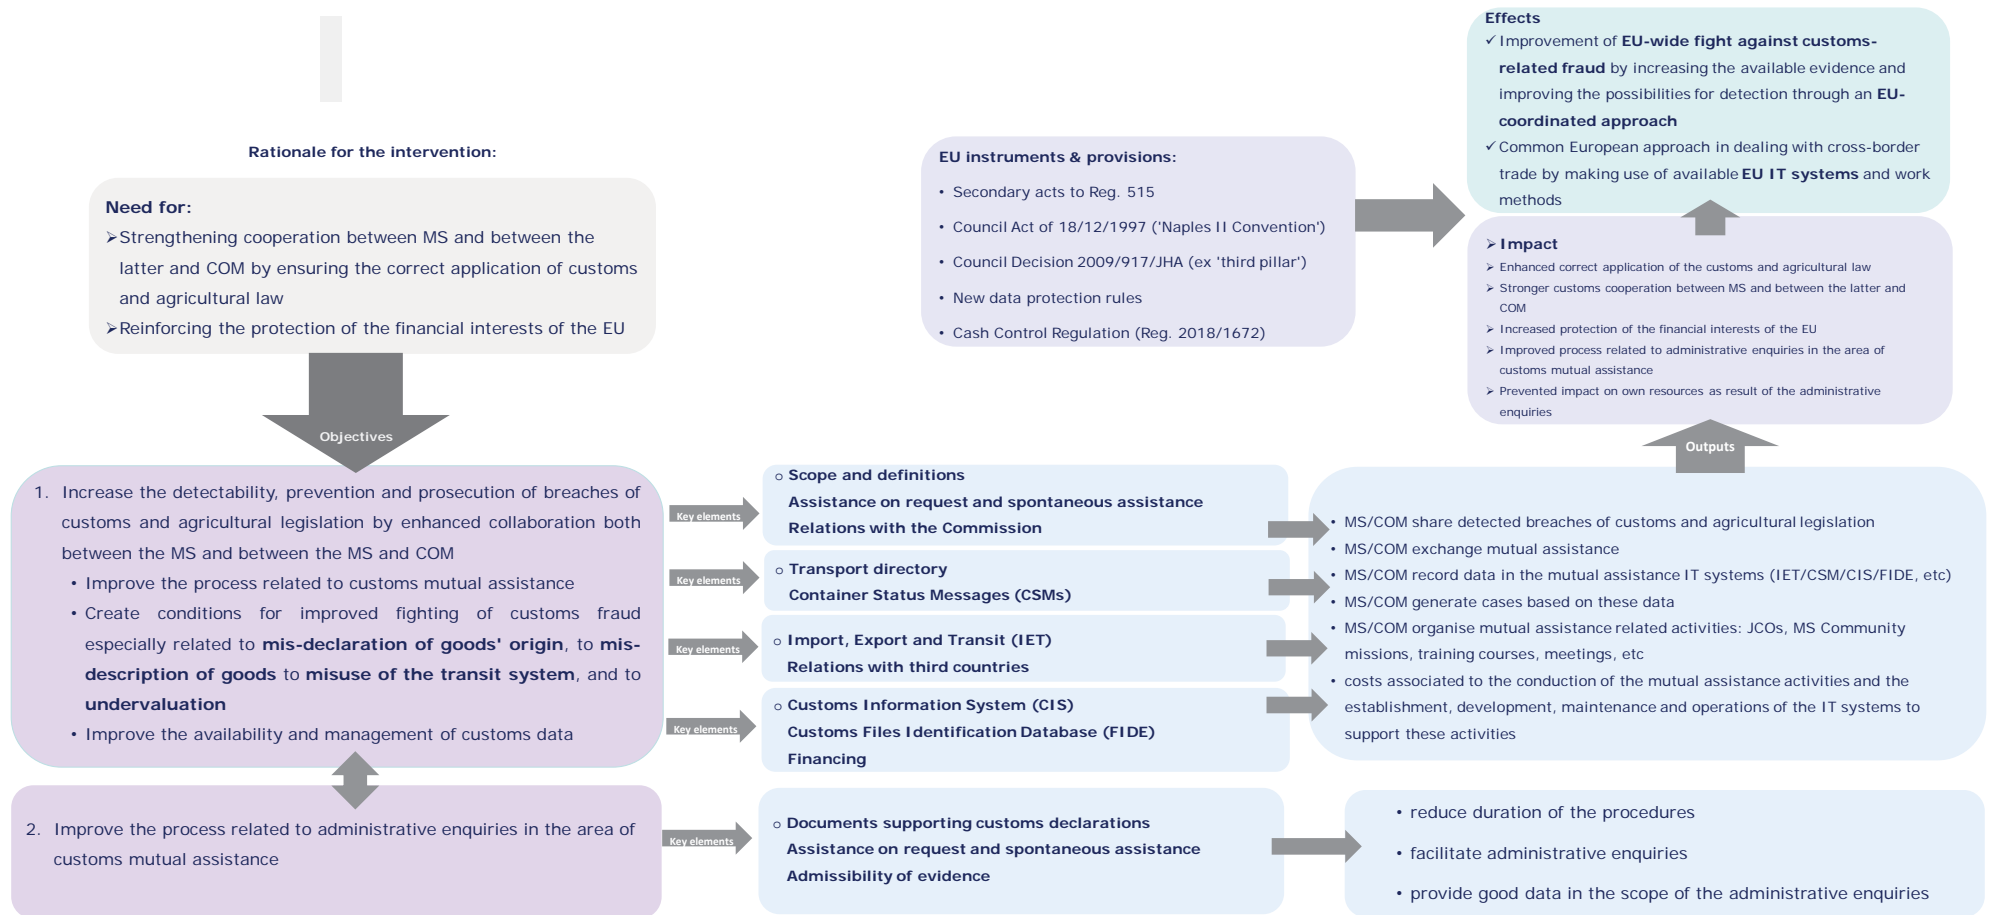 Rationale for the intervention:
Need for:
➢Strengthening cooperation between MS and between the
latter and COM by ensuring the correct application of customs
and agricultural law
➢Reinforcing the protection of the financial interests of the EU
Objectives
1. Increase the detectability, prevention and prosecution of breaches of
customs and agricultural legislation by enhanced collaboration both
between the MS and between the MS and COM
• Improve the process related to customs mutual assistance
• Create conditions for improved fighting of customs fraud
especially related to mis-declaration of goods' origin, to mis-
description of goods to misuse of the transit system, and to
undervaluation
• Improve the availability and management of customs data
2. Improve the process related to administrative enquiries in the area of
customs mutual assistance
Key elements
Key elements
Key elements
Key elements
Key elements
○ Scope and definitions
Assistance on request and spontaneous assistance
Relations with the Commission
○ Transport directory
Container Status Messages (CSMs)
○ Import, Export and Transit (IET)
Relations with third countries
○ Customs Information System (CIS)
Customs Files Identification Database (FIDE)
Financing
○ Documents supporting customs declarations
Assistance on request and spontaneous assistance
Admissibility of evidence
EU instruments & provisions:
• Secondary acts to Reg. 515
• Council Act of 18/12/1997 ('Naples II Convention')
• Council Decision 2009/917/JHA (ex 'third pillar')
• New data protection rules
• Cash Control Regulation (Reg. 2018/1672)
Effects
✓Improvement of EU-wide fight against customs-
related fraud by increasing the available evidence and
improving the possibilities for detection through an EU-
coordinated approach
✓Common European approach in dealing with cross-border
trade by making use of available EU IT systems and work
methods
➢ Impact
➢ Enhanced correct application of the customs and agricultural law
➢ Stronger customs cooperation between MS and between the latter and
COM
➢ Increased protection of the financial interests of the EU
➢ Improved process related to administrative enquiries in the area of
customs mutual assistance
➢ Prevented impact on own resources as result of the administrative
enquiries
Outputs
• MS/COM share detected breaches of customs and agricultural legislation
• MS/COM exchange mutual assistance
• MS/COM record data in the mutual assistance IT systems (IET/CSM/CIS/FIDE, etc)
• MS/COM generate cases based on these data
• MS/COM organise mutual assistance related activities: JCOs, MS Community
missions, training courses, meetings, etc
• costs associated to the conduction of the mutual assistance activities and the
establishment, development, maintenance and operations of the IT systems to
support these activities
• reduce duration of the procedures
• facilitate administrative enquiries
• provide good data in the scope of the administrative enquiries